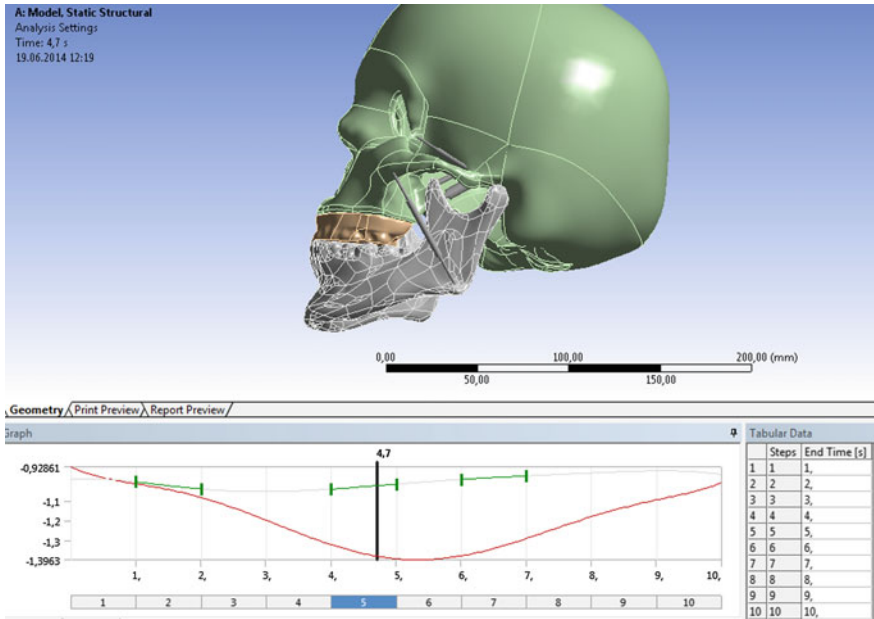 A: Model, Static Structural
Analysis Settings
Time: 4,7 s
19.06.2014 12:19
0,00 100,00 200,00 (mm)
50,00 150,00
Geometry Print Preview Report Preview
Graph
4,7
-0,92861
-1,1
-1,2
-1,3
-1,3963
1, 2, 3, 4, 5, 6, 7, 8, 9, 10,
1 2 3 4 5 6 7 8 9 10
Tabular Data
Steps End Time [s]
1 1 1,
2 2 2,
3 3 3,
4 4 4,
5 5 5,
6 6 6,
7 7 7,
8 8 8,
9 9 9,
10 10 10,